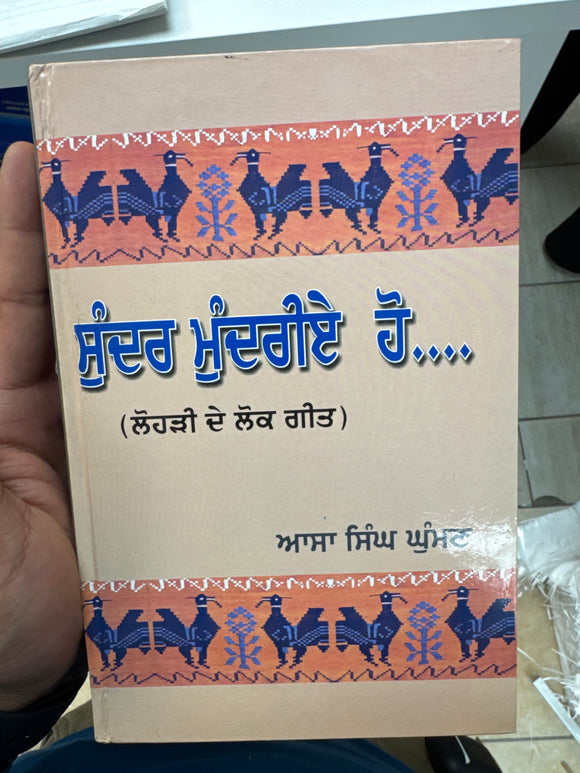 ਸੁੰਦਰ ਮੁੰਦਰੀਏ ਹੋ....
(ਲੋਹੜੀ ਦੇ ਲੋਕ ਗੀਤ)
ਆਸਾ ਸਿੰਘ ਘੁੰਮਣ